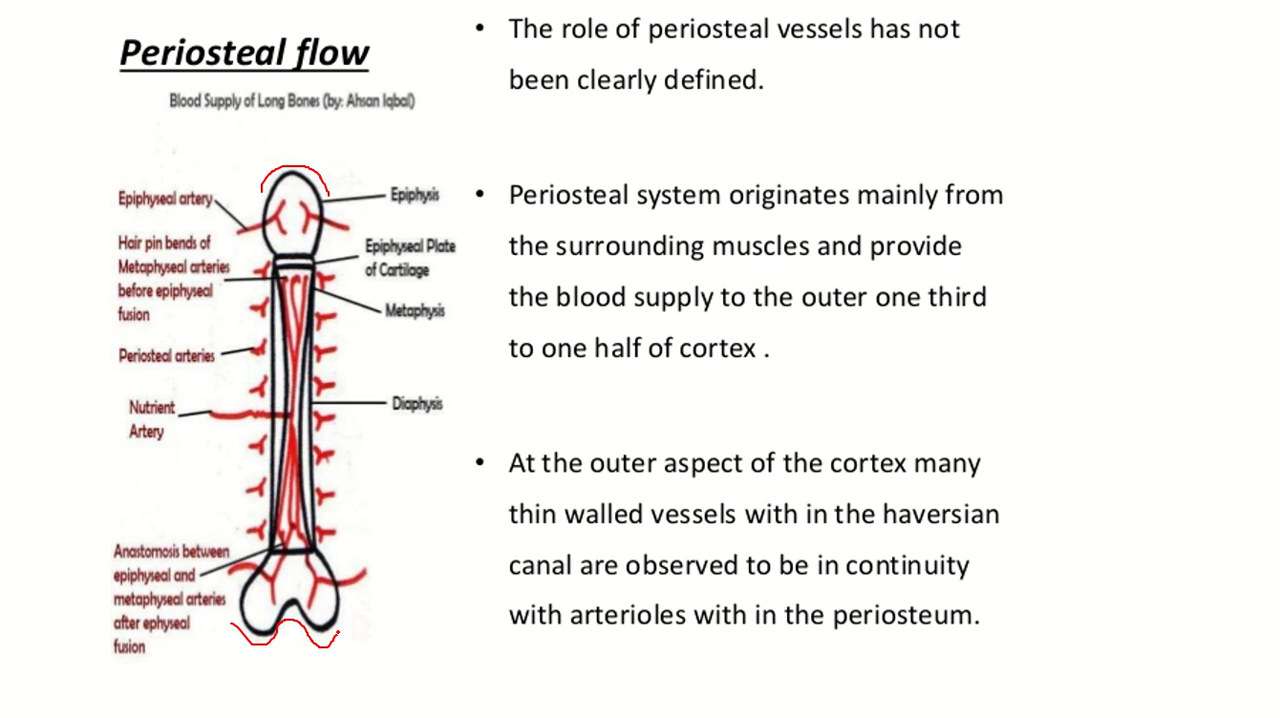 Periosteal flow
Blood Supply of Long Bones (by: Ahsan Iqbal)
Epiphyseal artery
Hair pin bends of
Metaphyseal arteries
before epiphyseal
fusion
Periosteal arteries
Nutrient
Artery
Anastomosis between
epiphyseal and
metaphyseal arteries
after ephyseal
fusion
Epiphysis
Epiphyseal Plate
of Cartilage
Metaphysis
Diaphysis
• The role of periosteal vessels has not
been clearly defined.
• Periosteal system originates mainly from
the surrounding muscles and provide
the blood supply to the outer one third
to one half of cortex .
• At the outer aspect of the cortex many
thin walled vessels with in the haversian
canal are observed to be in continuity
with arterioles with in the periosteum.